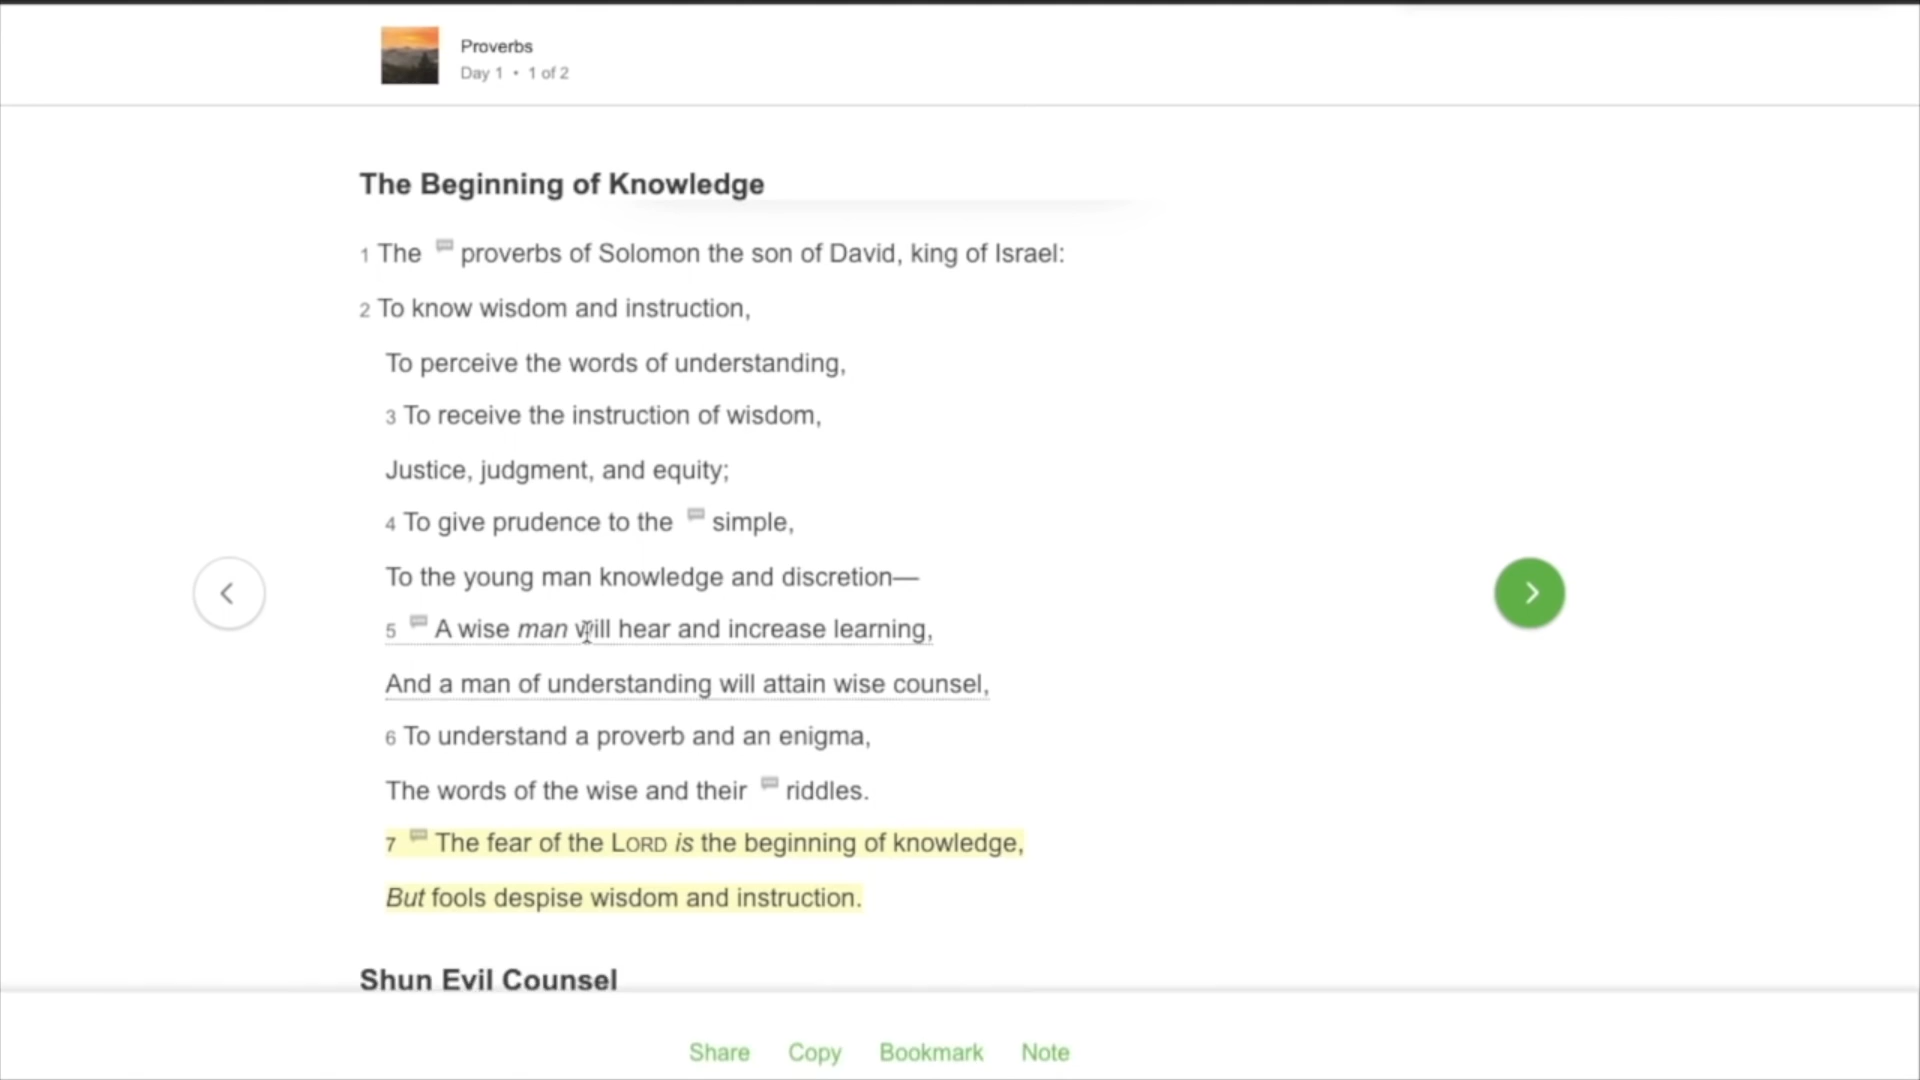 Proverbs
Day 1 • 1 of 2
The Beginning of Knowledge
1 The proverbs of Solomon the son of David, king of Israel:
2 To know wisdom and instruction,
To perceive the words of understanding,
3 To receive the instruction of wisdom,
Justice, judgment, and equity;
4 To give prudence to the simple,
To the young man knowledge and discretion—
5 A wise man will hear and increase learning,
And a man of understanding will attain wise counsel,
6 To understand a proverb and an enigma,
The words of the wise and their riddles.
7 The fear of the LORD is the beginning of knowledge,
But fools despise wisdom and instruction.
Shun Evil Counsel
Share Copy Bookmark Note